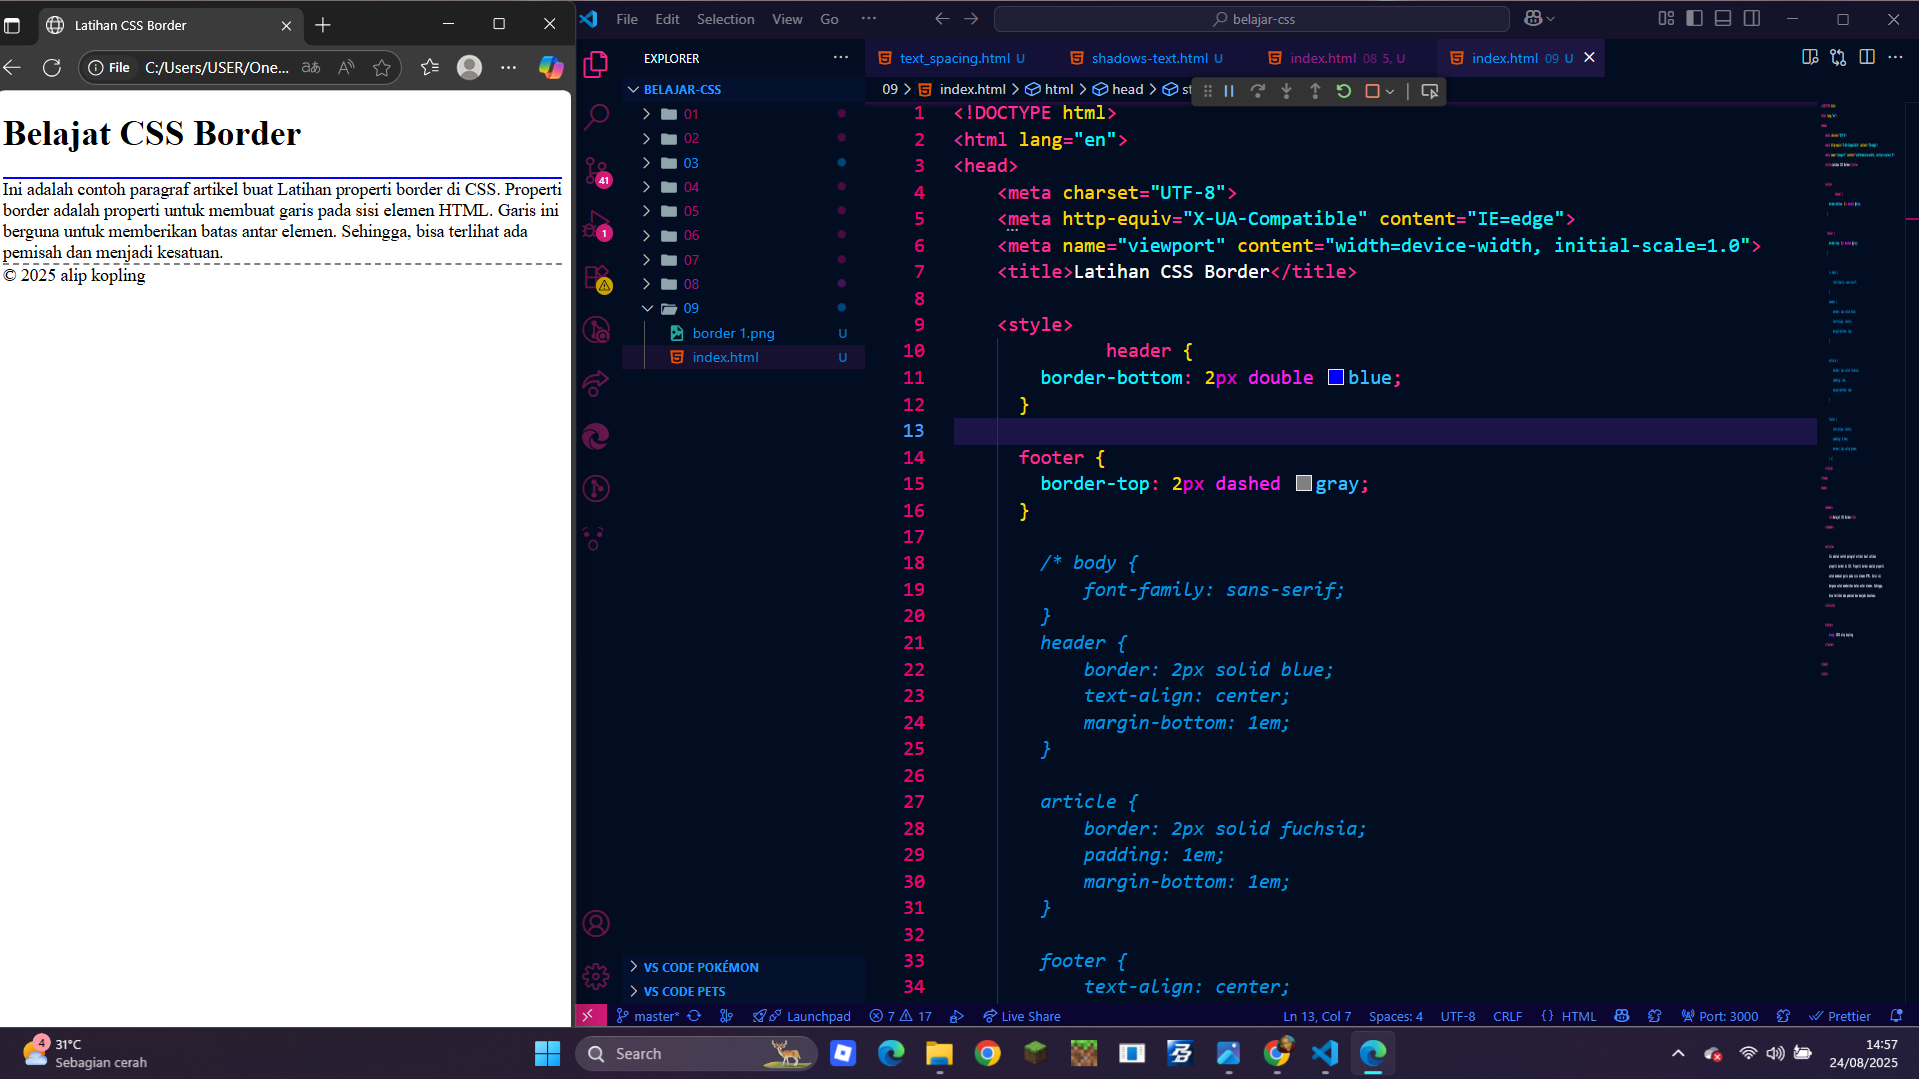 Latihan CSS Border
File C:/Users/USER/One...
Belajat CSS Border
Ini adalah contoh paragraf artikel buat Latihan properti border di CSS. Properti
border adalah properti untuk membuat garis pada sisi elemen HTML. Garis ini
berguna untuk memberikan batas antar elemen. Sehingga, bisa terlihat ada
pemisah dan menjadi kesatuan.
© 2025 alip kopling
File Edit Selection View Go ...
belajar-css
EXPLORER
BELAJAR-CSS
01
02
03
04
05
06
07
08
09
border 1.png U
index.html U
41
1
VS CODE POKÉMON
VS CODE PETS
text_spacing.html U
shadows-text.html U
index.html 08 5, U
index.html 09 U
09 > index.html > html > head > st
1 <!DOCTYPE html>
2 <html lang="en">
3 <head>
4 <meta charset="UTF-8">
5 <meta http-equiv="X-UA-Compatible" content="IE=edge">
6 <meta name="viewport" content="width=device-width, initial-scale=1.0">
7 <title>Latihan CSS Border</title>
8
9 <style>
10 header {
11 border-bottom: 2px double blue;
12 }
13
14 footer {
15 border-top: 2px dashed gray;
16 }
17
18 /* body {
19 font-family: sans-serif;
20 }
21 header {
22 border: 2px solid blue;
23 text-align: center;
24 margin-bottom: 1em;
25 }
26
27 article {
28 border: 2px solid fuchsia;
29 padding: 1em;
30 margin-bottom: 1em;
31 }
32
33 footer {
34 text-align: center;
master* Launchpad 7 17 Live Share
Ln 13, Col 7 Spaces: 4 UTF-8 CRLF {} HTML Port: 3000 Prettier
4
31°C
Sebagian cerah
Search
14:57
24/08/2025